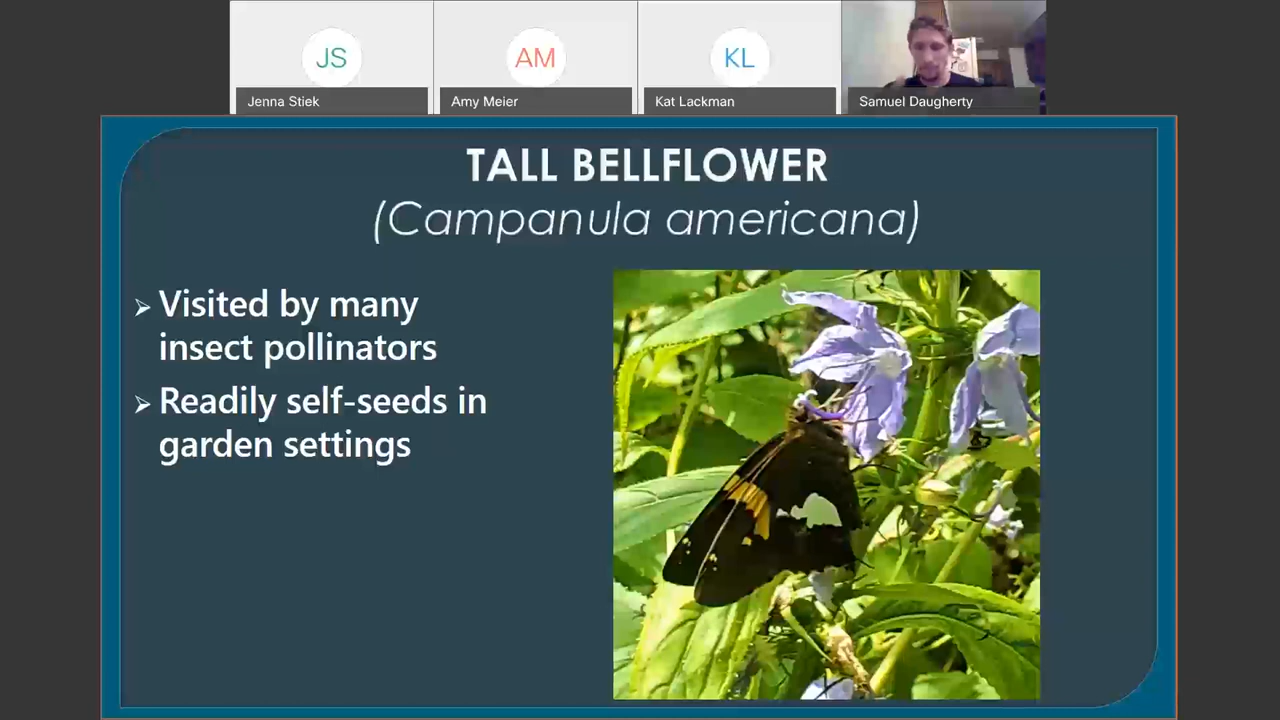 JS
AM
KL
Jenna Stiek
Amy Meier
Kat Lackman
Samuel Daugherty
TALL BELLFLOWER
(Campanula americana)
➢ Visited by many
insect pollinators
➢ Readily self-seeds in
garden settings